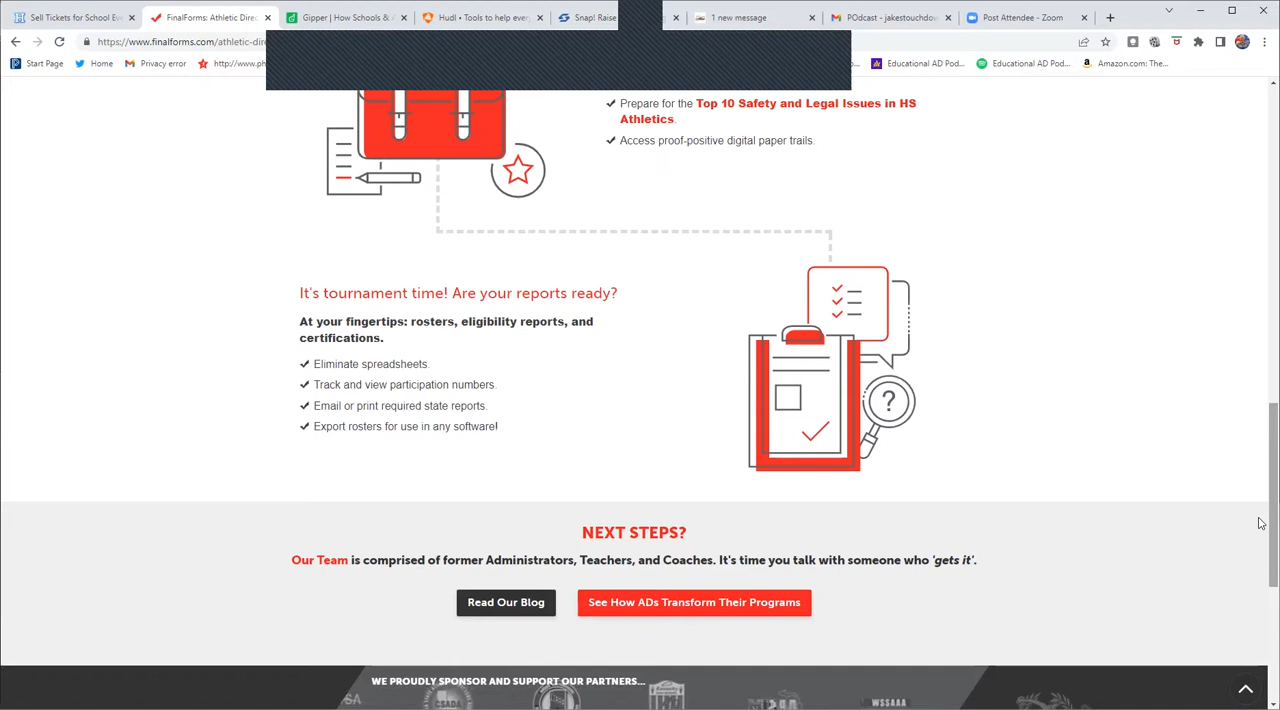 Sell Tickets for School Eve
FinalForms: Athletic Dire
Gipper | How Schools & A
Hudl • Tools to help ever
Snap! Raise
1 new message
POdcast - jakestouchdow
Post Attendee - Zoom
https://www.finalforms.com/athletic-dire
Start Page
Home
Privacy error
http://www.ph
Educational AD Pod...
Educational AD Pod...
Amazon.com: The...
Prepare for the Top 10 Safety and Legal Issues in HS
Athletics.
Access proof-positive digital paper trails.
It's tournament time! Are your reports ready?
At your fingertips: rosters, eligibility reports, and
certifications.
Eliminate spreadsheets.
Track and view participation numbers.
Email or print required state reports.
Export rosters for use in any software!
?
NEXT STEPS?
Our Team is comprised of former Administrators, Teachers, and Coaches. It's time you talk with someone who 'gets it'.
Read Our Blog
See How ADs Transform Their Programs
WE PROUDLY SPONSOR AND SUPPORT OUR PARTNERS...
WSSAAA